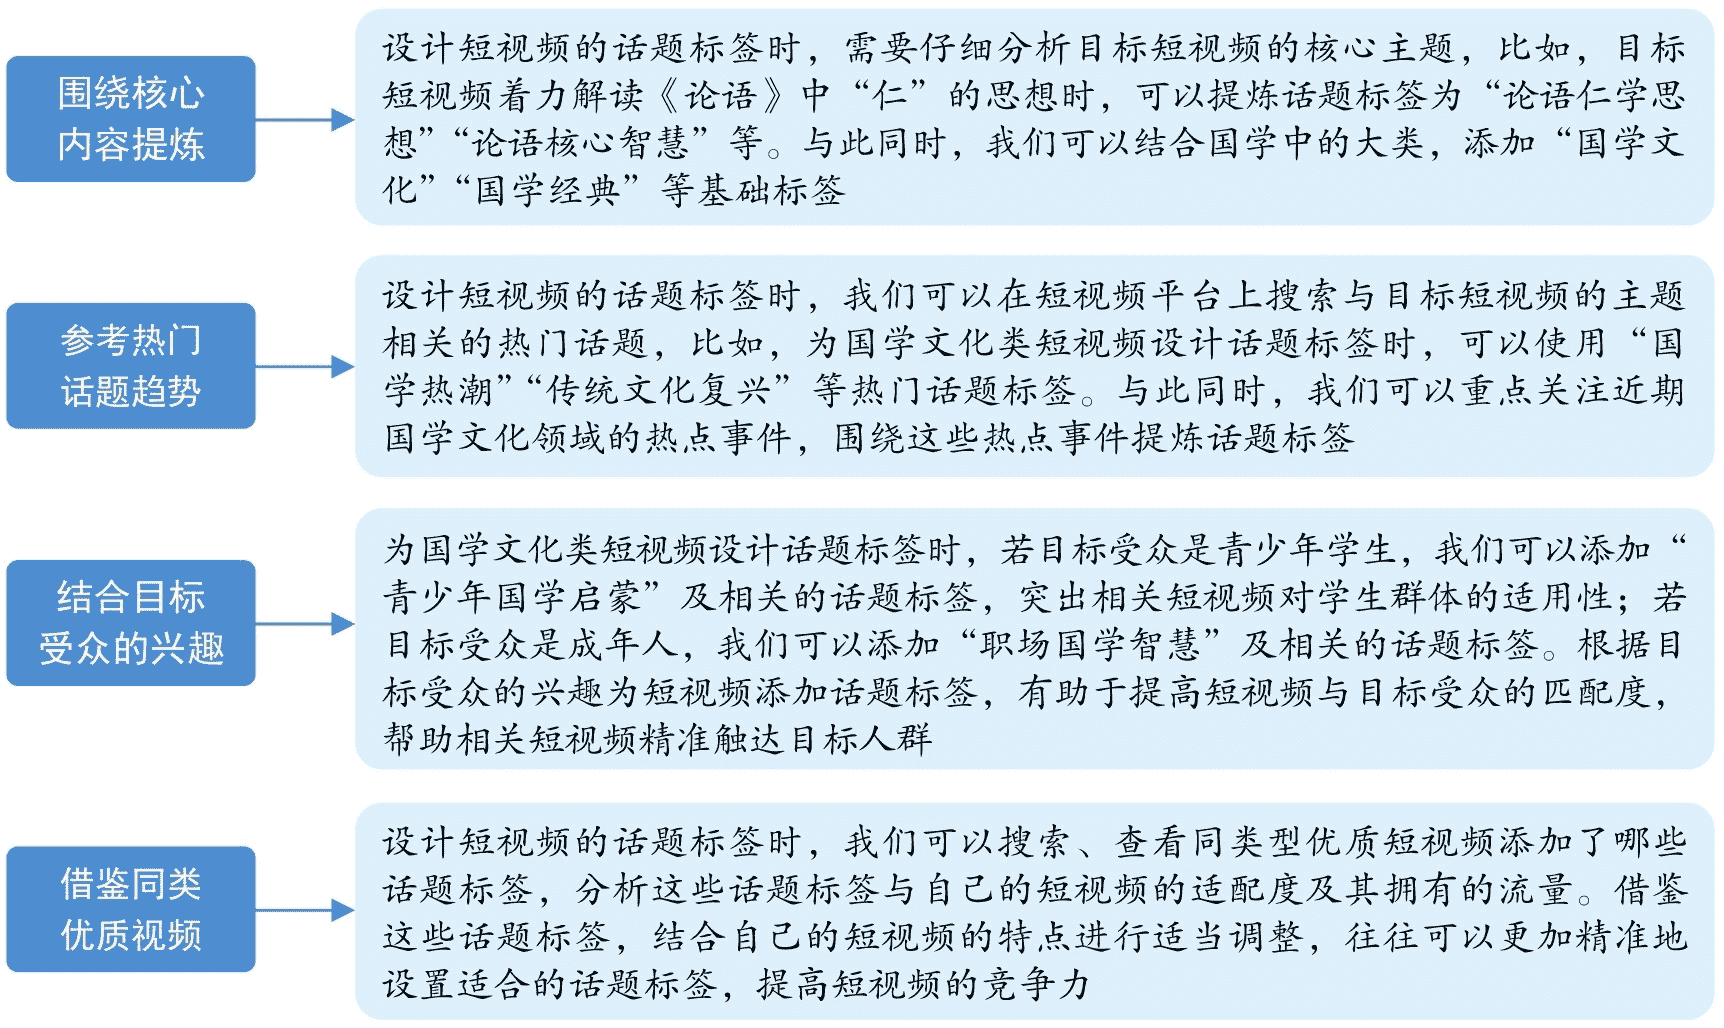 围绕核心
内容提炼
设计短视频的话题标签时，需要仔细分析目标短视频的核心主题，比如，目标
短视频着力解读《论语》中“仁”的思想时，可以提炼话题标签为“论语仁学思
想”“论语核心智慧”等。与此同时，我们可以结合国学中的大类，添加“国学文
化”“国学经典”等基础标签
参考热门
话题趋势
设计短视频的话题标签时，我们可以在短视频平台上搜索与目标短视频的主题
相关的热门话题，比如，为国学文化类短视频设计话题标签时，可以使用“国
学热潮”“传统文化复兴”等热门话题标签。与此同时，我们可以重点关注近期
国学文化领域的热点事件，围绕这些热点事件提炼话题标签
结合目标
受众的兴趣
为国学文化类短视频设计话题标签时，若目标受众是青少年学生，我们可以添加“
青少年国学启蒙”及相关的话题标签，突出相关短视频对学生群体的适用性；若
目标受众是成年人，我们可以添加“职场国学智慧”及相关的话题标签。根据目
标受众的兴趣为短视频添加话题标签，有助于提高短视频与目标受众的匹配度，
帮助相关短视频精准触达目标人群
借鉴同类
优质视频
设计短视频的话题标签时，我们可以搜索、查看同类型优质短视频添加了哪些
话题标签，分析这些话题标签与自己的短视频的适配度及其拥有的流量。借鉴
这些话题标签，结合自己的短视频的特点进行适当调整，往往可以更加精准地
设置适合的话题标签，提高短视频的竞争力